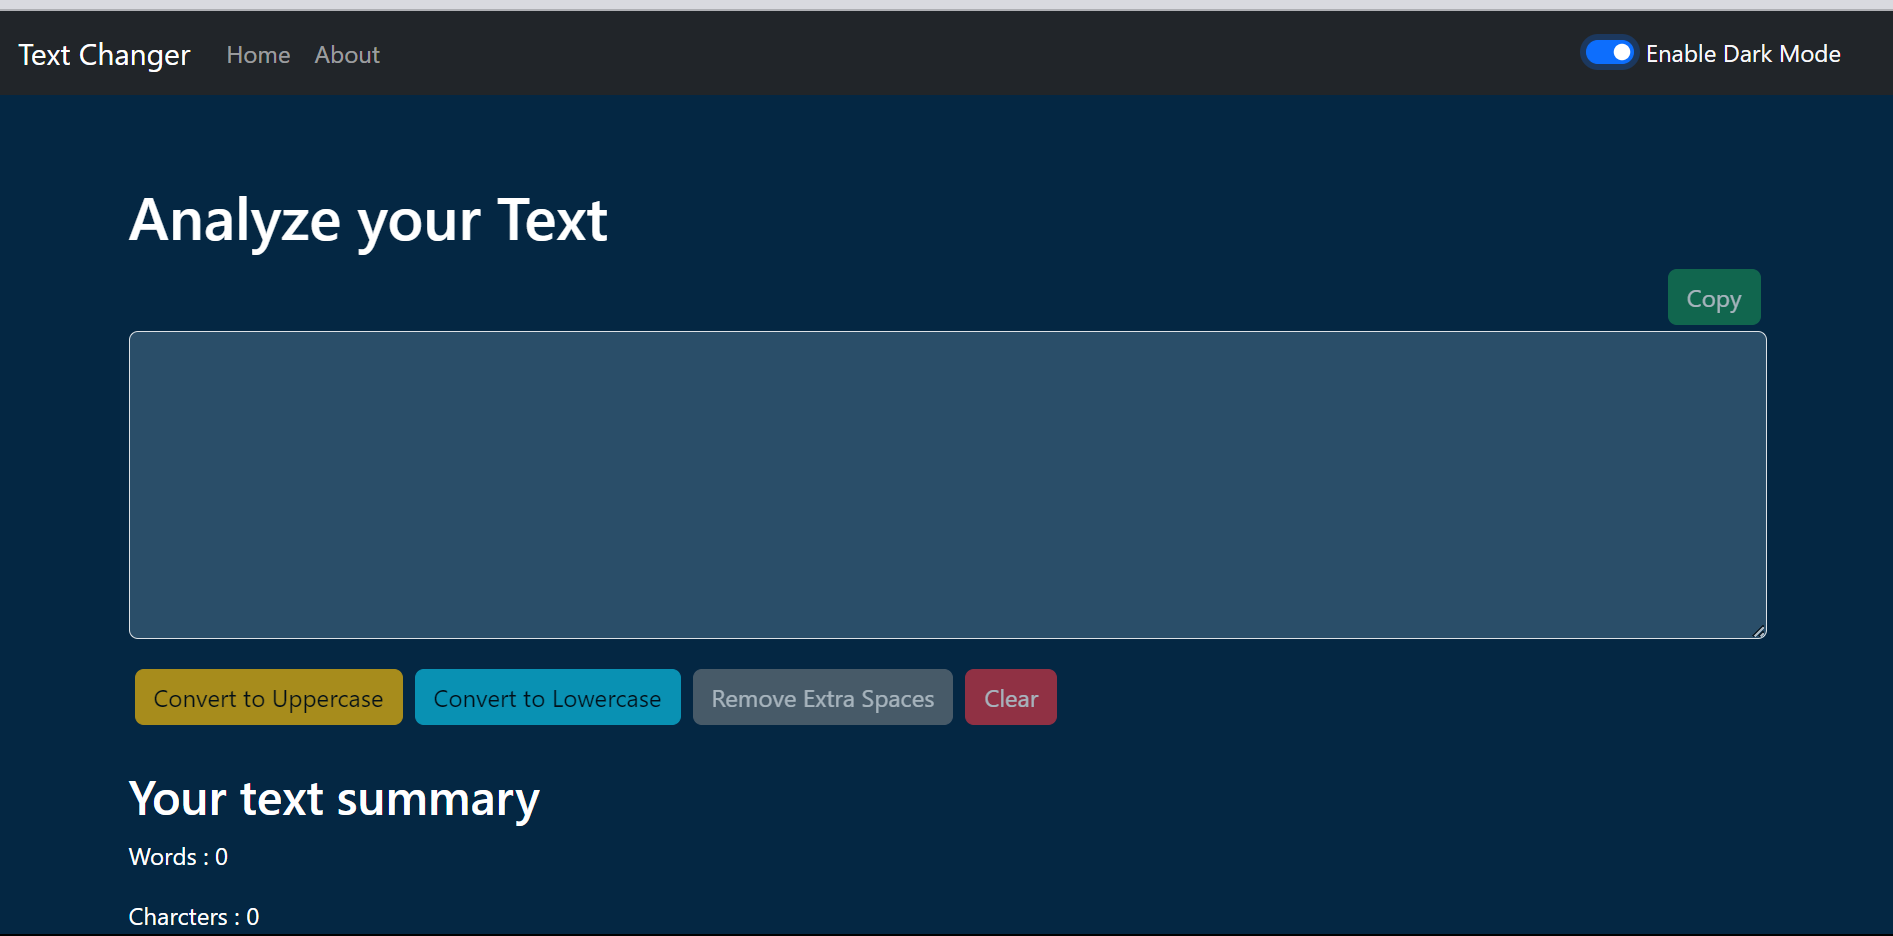 Text Changer Home About Enable Dark Mode
Analyze your Text
Copy
Convert to Uppercase Convert to Lowercase Remove Extra Spaces Clear
Your text summary
Words : 0
Charcters : 0